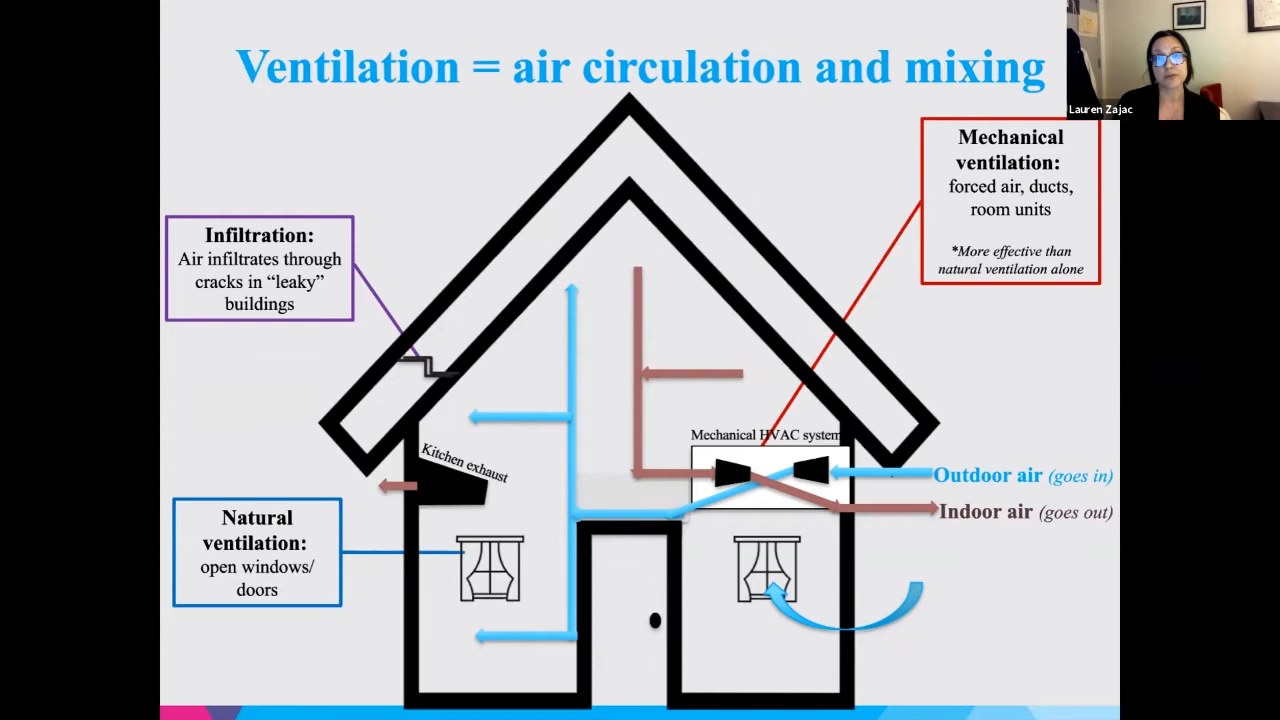 Ventilation = air circulation and mixing
Lauren Zajac
Mechanical
ventilation:
forced air, ducts,
room units
*More effective than
natural ventilation alone
Infiltration:
Air infiltrates through
cracks in “leaky”
buildings
Mechanical HVAC system
Kitchen exhaust
Outdoor air (goes in)
Indoor air (goes out)
Natural
ventilation:
open windows/
doors